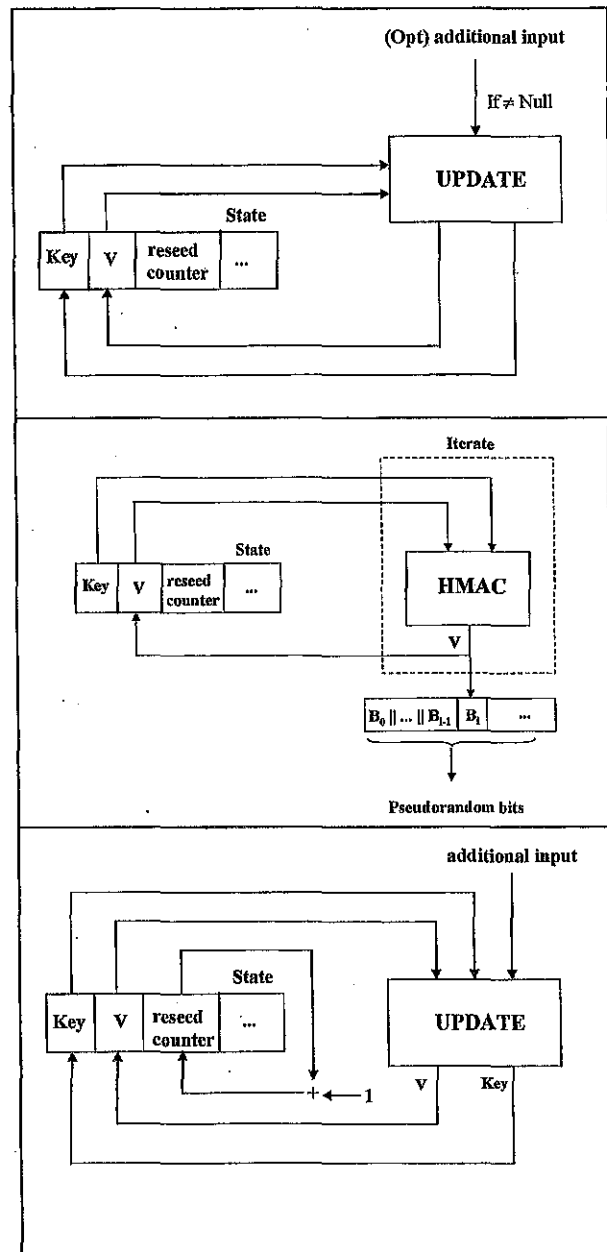 (Opt) additional input
If ≠ Null
UPDATE
State
Key V reseed counter ...
Iterate
State
Key V reseed counter ...
HMAC
V
B₀ || ... || Bₗ₋₁ Bₗ ...
Pseudorandom bits
additional input
State
Key V reseed counter ...
UPDATE
V Key
+ 1